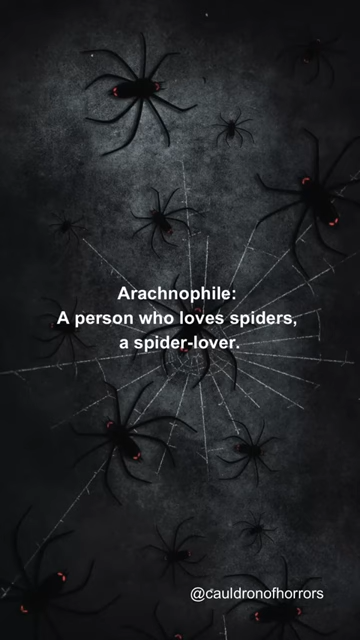 Arachnophile:
A person who loves spiders,
a spider-lover.
@cauldronofhorrors